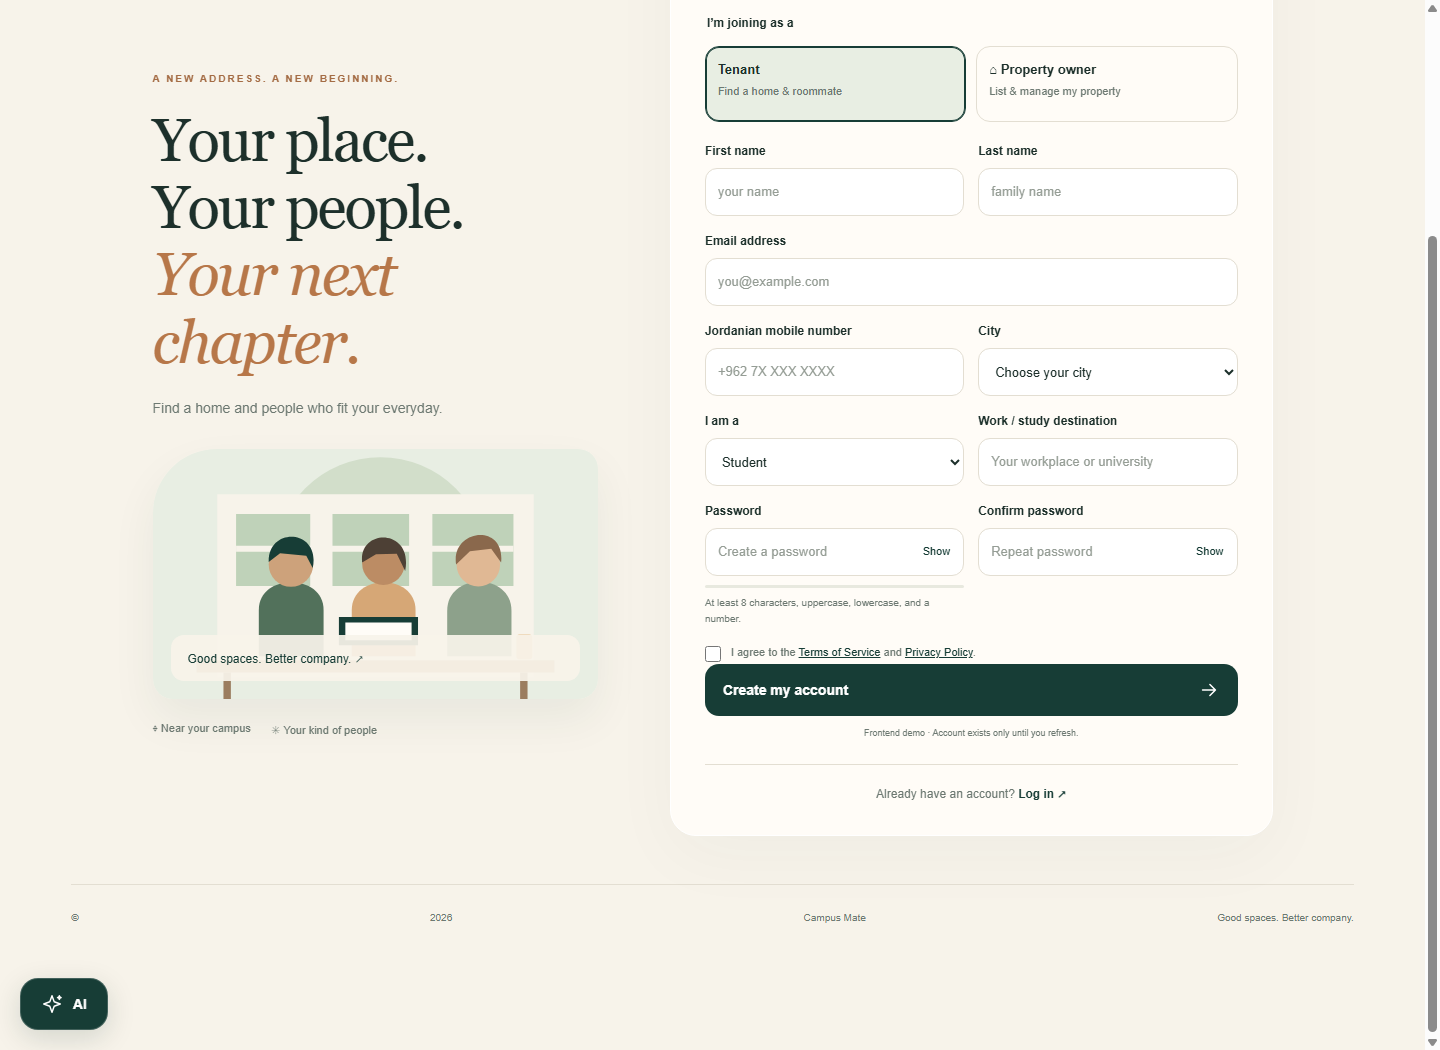 A NEW ADDRESS. A NEW BEGINNING.
Your place.
Your people.
Your next
chapter.
Find a home and people who fit your everyday.
Good spaces. Better company. ↗
⌖ Near your campus
✳ Your kind of people
I'm joining as a
Tenant
Find a home & roommate
⌂ Property owner
List & manage my property
First name
Last name
your name
family name
Email address
you@example.com
Jordanian mobile number
City
+962 7X XXX XXXX
Choose your city
I am a
Work / study destination
Student
Your workplace or university
Password
Confirm password
Create a password Show
Repeat password Show
At least 8 characters, uppercase, lowercase, and a
number.
I agree to the Terms of Service and Privacy Policy.
Create my account →
Frontend demo · Account exists only until you refresh.
Already have an account? Log in ↗
© 2026 Campus Mate Good spaces. Better company.
AI